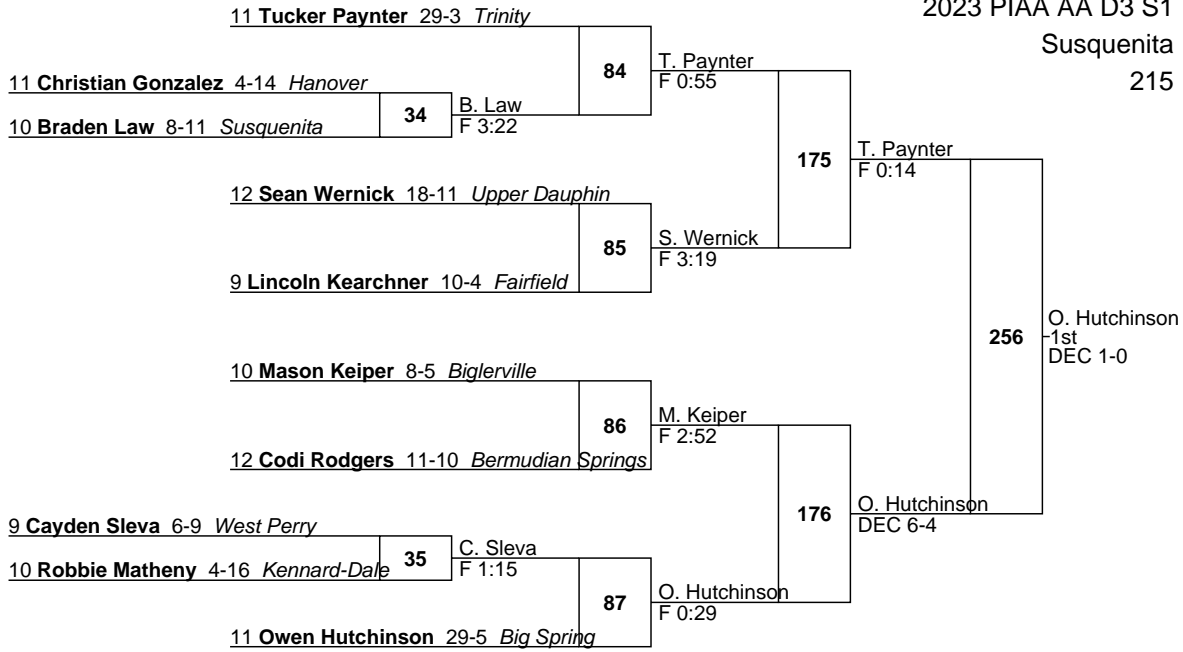 2023 PIAA AA D3 S1
Susquenita
215
11 Tucker Paynter 29-3 Trinity
84
T. Paynter
F 0:55
11 Christian Gonzalez 4-14 Hanover
34
B. Law
F 3:22
10 Braden Law 8-11 Susquenita
175
T. Paynter
F 0:14
12 Sean Wernick 18-11 Upper Dauphin
85
S. Wernick
F 3:19
9 Lincoln Kearchner 10-4 Fairfield
256
O. Hutchinson
1st
DEC 1-0
10 Mason Keiper 8-5 Biglerville
86
M. Keiper
F 2:52
12 Codi Rodgers 11-10 Bermudian Springs
176
O. Hutchinson
DEC 6-4
9 Cayden Sleva 6-9 West Perry
35
C. Sleva
F 1:15
10 Robbie Matheny 4-16 Kennard-Dale
87
O. Hutchinson
F 0:29
11 Owen Hutchinson 29-5 Big Spring